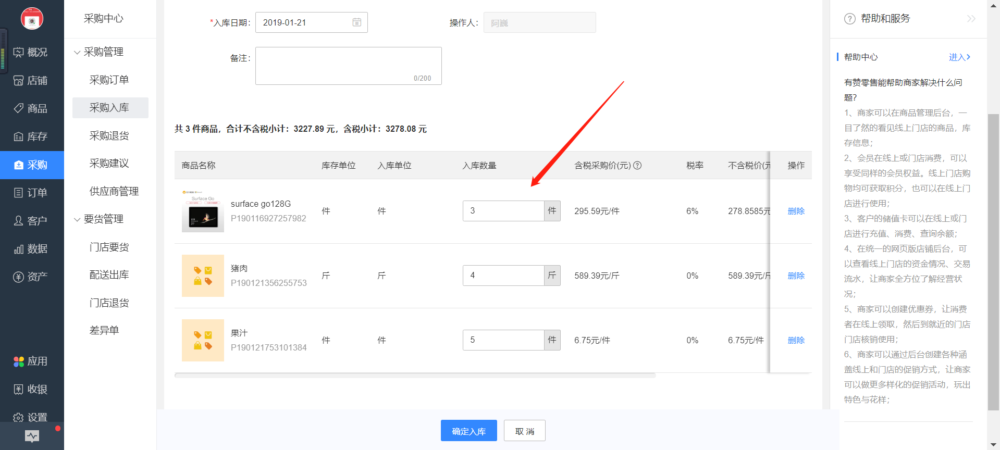 概况
店铺
商品
库存
采购
订单
客户
数据
资产
应用
收银
设置
采购中心
采购管理
采购订单
采购入库
采购退货
采购建议
供应商管理
要货管理
门店要货
配送出库
门店退货
差异单
*入库日期： 2019-01-21 操作人： 阿巍
备注：
0/200
共 3 件商品，合计不含税小计：3227.89 元，含税小计：3278.08 元
商品名称 库存单位 入库单位 入库数量 含税采购价(元) ? 税率 不含税价(元 操作
Surface Go
surface go128G
P190116927257982
件 件 3 件 295.59元/件 6% 278.8585元 删除
猪肉
P190121356255753
斤 斤 4 斤 589.39元/斤 0% 589.39元/斤 删除
果汁
P190121753101384
件 件 5 件 6.75元/件 0% 6.75元/件 删除
确定入库 取 消
? 帮助和服务
帮助中心 进入
有赞零售能帮助商家解决什么问
题?
1、商家可以在商品管理后台，一
目了然的看见线上门店的商品，库
存信息；
2、会员在线上或门店消费，可以
享受同样的会员权益。线上门店购
物均可获取积分，也可以在线上门
店进行使用；
3、客户的储值卡可以在线上或门
店进行充值、消费、查询余额；
4、在统一的网页版店铺后台，可
以查看线上门店的资金情况、交易
流水，让商家全方位了解经营状
况；
5、商家可以创建优惠券，让消费
者在线上领取，然后到就近的门店
门店核销使用；
6、商家可以通过后台创建各种涵
盖线上和门店的促销方式，让商家
可以做更多样化的促销活动，玩出
特色与花样；